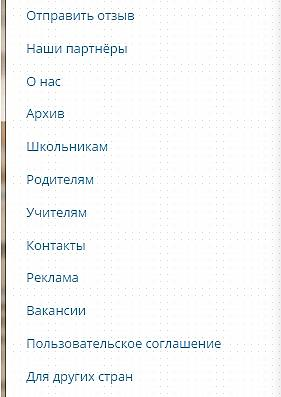 Отправить отзыв
Наши партнёры
О нас
Архив
Школьникам
Родителям
Учителям
Контакты
Реклама
Вакансии
Пользовательское соглашение
Для других стран